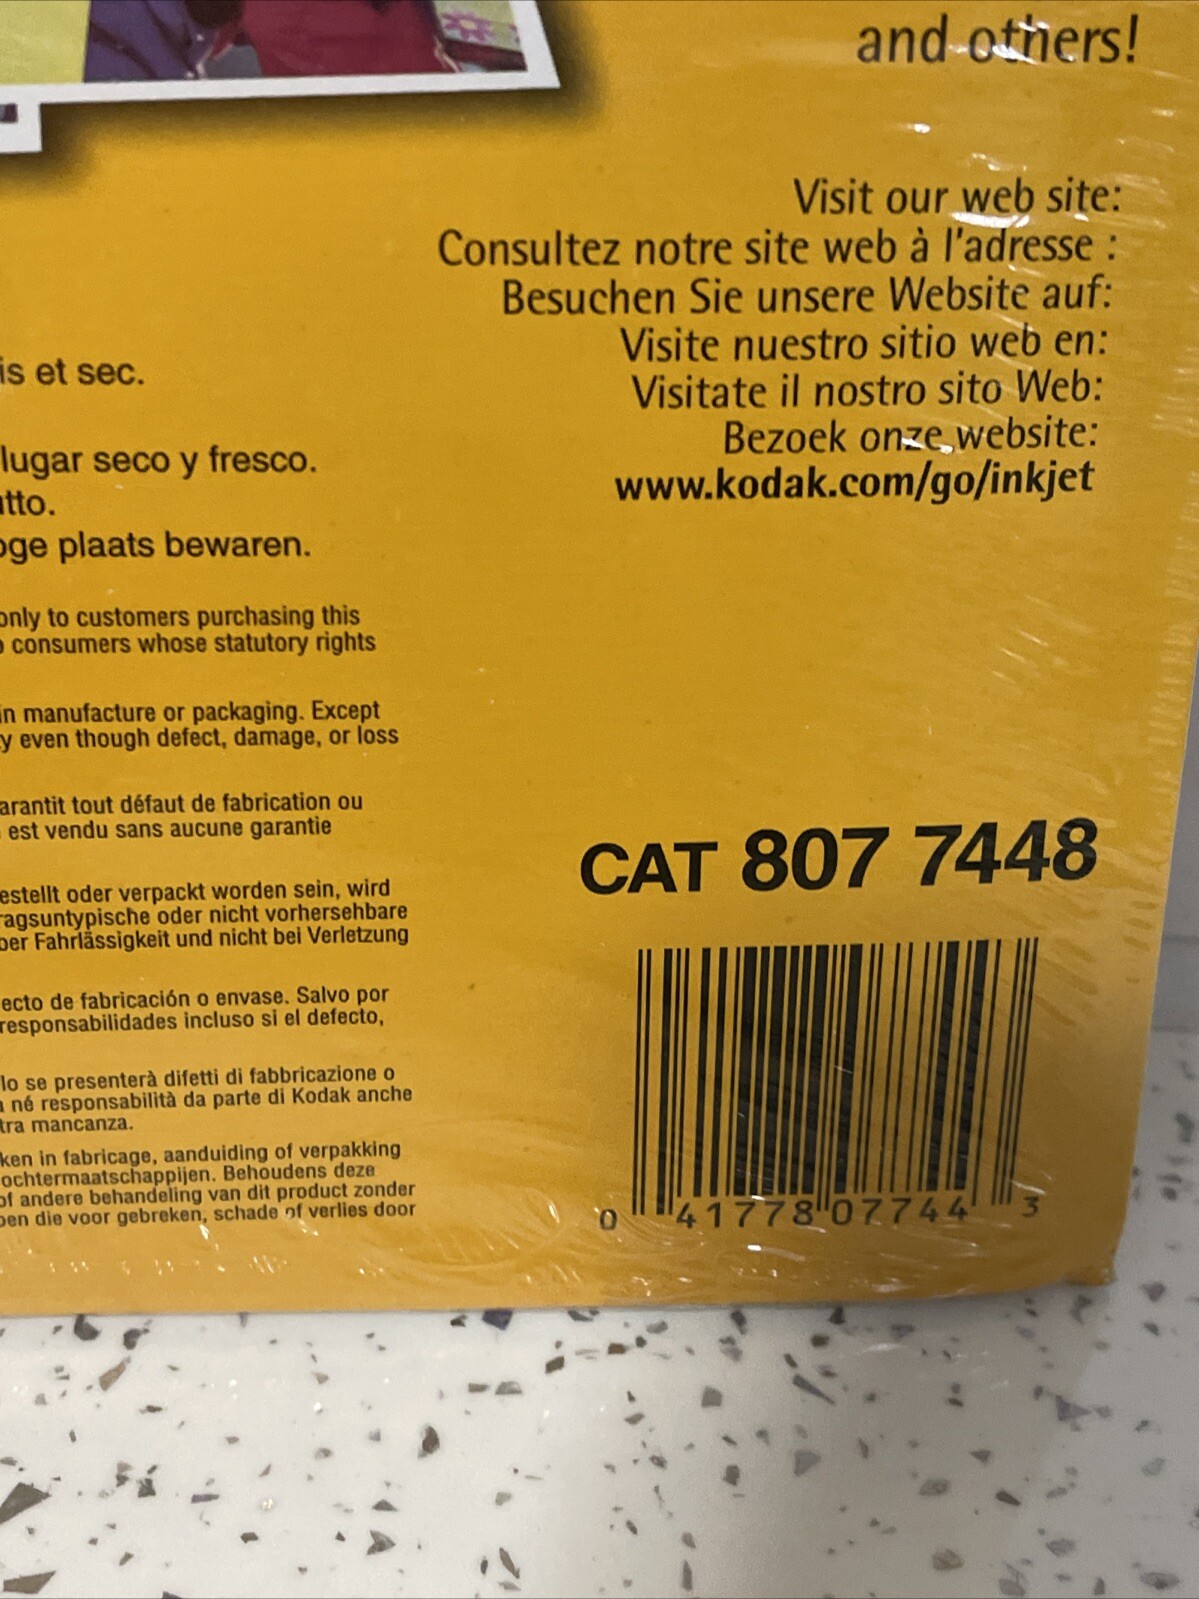 and others!
Visit our web site:
Consultez notre site web à l'adresse :
Besuchen Sie unsere Website auf:
Visite nuestro sitio web en:
Visitate il nostro sito Web:
Bezoek onze website:
www.kodak.com/go/inkjet
is et sec.
lugar seco y fresco.
tto.
oge plaats bewaren.
only to customers purchasing this
consumers whose statutory rights
in manufacture or packaging. Except
y even though defect, damage, or loss
arantit tout défaut de fabrication ou
est vendu sans aucune garantie
estellt oder verpackt worden sein, wird
ragsuntypische oder nicht vorhersehbare
ber Fahrlässigkeit und nicht bei Verletzung
ecto de fabricación o envase. Salvo por
responsabilidades incluso si el defecto,
lo se presenterà difetti di fabbricazione o
né responsabilità da parte di Kodak anche
tra mancanza.
ken in fabricage, aanduiding of verpakking
ochtermaatschappijen. Behoudens deze
of andere behandeling van dit product zonder
pen die voor gebreken, schade of verlies door
CAT 807 7448
0 41778 07744 3